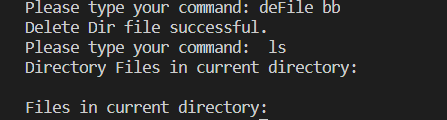 Please type your command: deFile bb
Delete Dir file successful.
Please type your command:  ls
Directory Files in current directory:
Files in current directory: